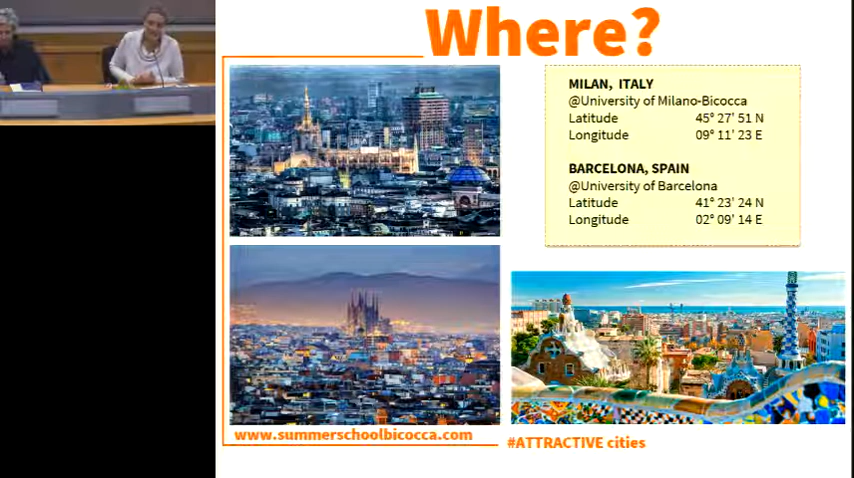 Where?
MILAN, ITALY
@University of Milano-Bicocca
Latitude 45° 27' 51 N
Longitude 09° 11' 23 E
BARCELONA, SPAIN
@University of Barcelona
Latitude 41° 23' 24 N
Longitude 02° 09' 14 E
www.summerschoolbicocca.com
#ATTRACTIVE cities